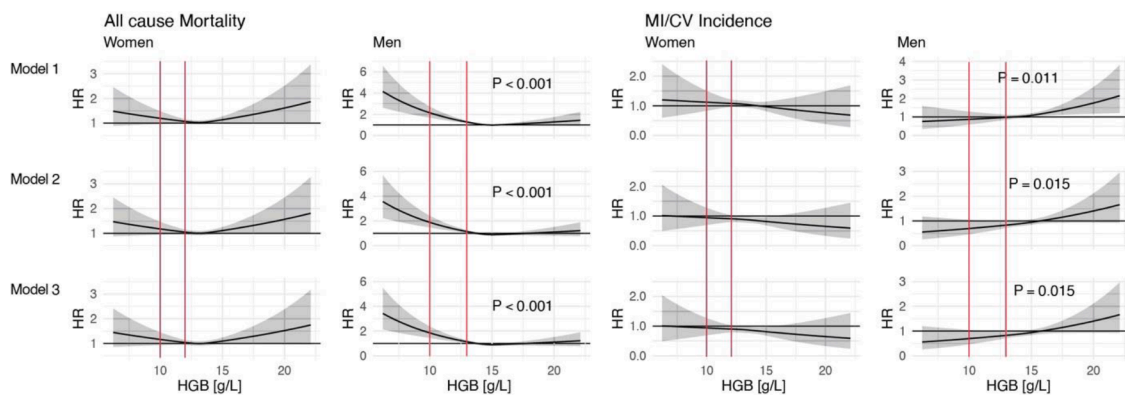 All cause Mortality
MI/CV Incidence
Women
Men
Women
Men
Model 1
HR
3
2
1
HR
6
4
2
0
P < 0.001
HR
2.0
1.0
0.0
HR
4
3
2
1
0
P = 0.011
Model 2
HR
3
2
1
HR
6
4
2
0
P < 0.001
HR
2.0
1.0
0.0
HR
3
2
1
0
P = 0.015
Model 3
HR
3
2
1
HR
6
4
2
0
P < 0.001
HR
2.0
1.0
0.0
HR
3
2
1
0
P = 0.015
10 15 20
10 15 20
10 15 20
10 15 20
HGB [g/L]
HGB [g/L]
HGB [g/L]
HGB [g/L]